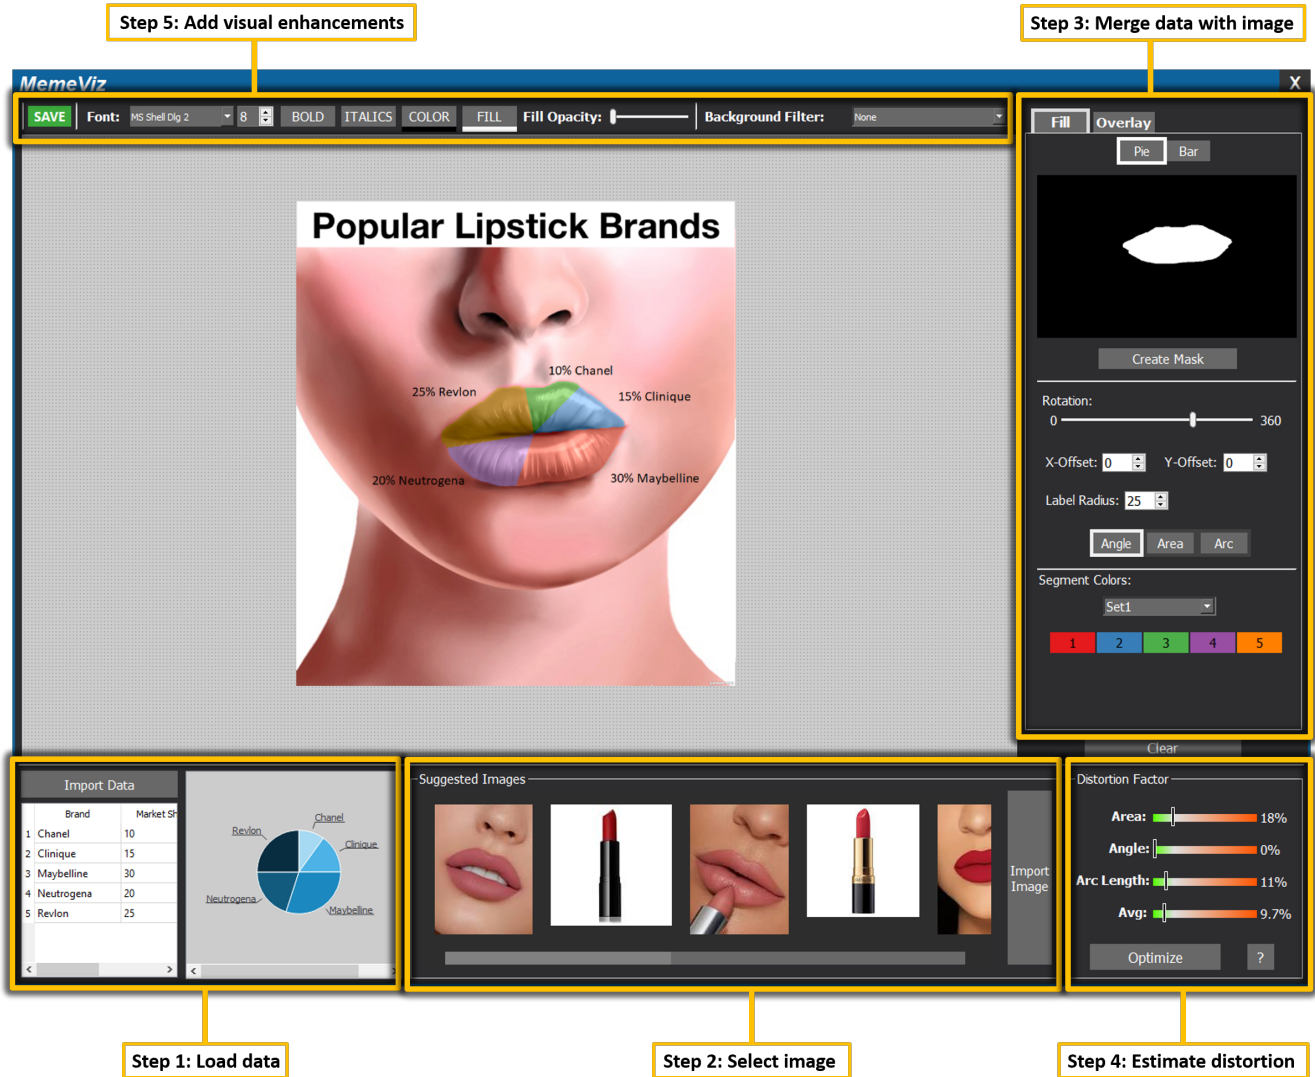 Step 5: Add visual enhancements
Step 3: Merge data with image
MemeViz
X
SAVE Font: MS Shell Dlg 2 8 BOLD ITALICS COLOR FILL Fill Opacity: Background Filter: None
Fill Overlay
Pie Bar
Create Mask
Rotation:
0 360
X-Offset: 0 Y-Offset: 0
Label Radius: 25
Angle Area Arc
Segment Colors:
Set1
1 2 3 4 5
Clear
Popular Lipstick Brands
10% Chanel
25% Revlon
15% Clinique
20% Neutrogena
30% Maybelline
Import Data
Brand Market Sh
1 Chanel 10
2 Clinique 15
3 Maybelline 30
4 Neutrogena 20
5 Revlon 25
Chanel
Revlon
Clinique
Neutrogena
Maybelline
Suggested Images
Import
Image
Distortion Factor
Area: 18%
Angle: 0%
Arc Length: 11%
Avg: 9.7%
Optimize ?
Step 1: Load data
Step 2: Select image
Step 4: Estimate distortion